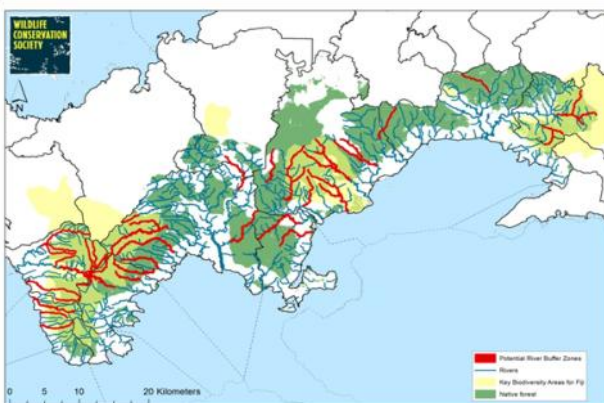 WILDLIFE
CONSERVATION
SOCIETY
N
0 5 10 20 Kilometers
Potential River Buffer Zones
Rivers
Key Biodiversity Areas for Fiji
Native forest